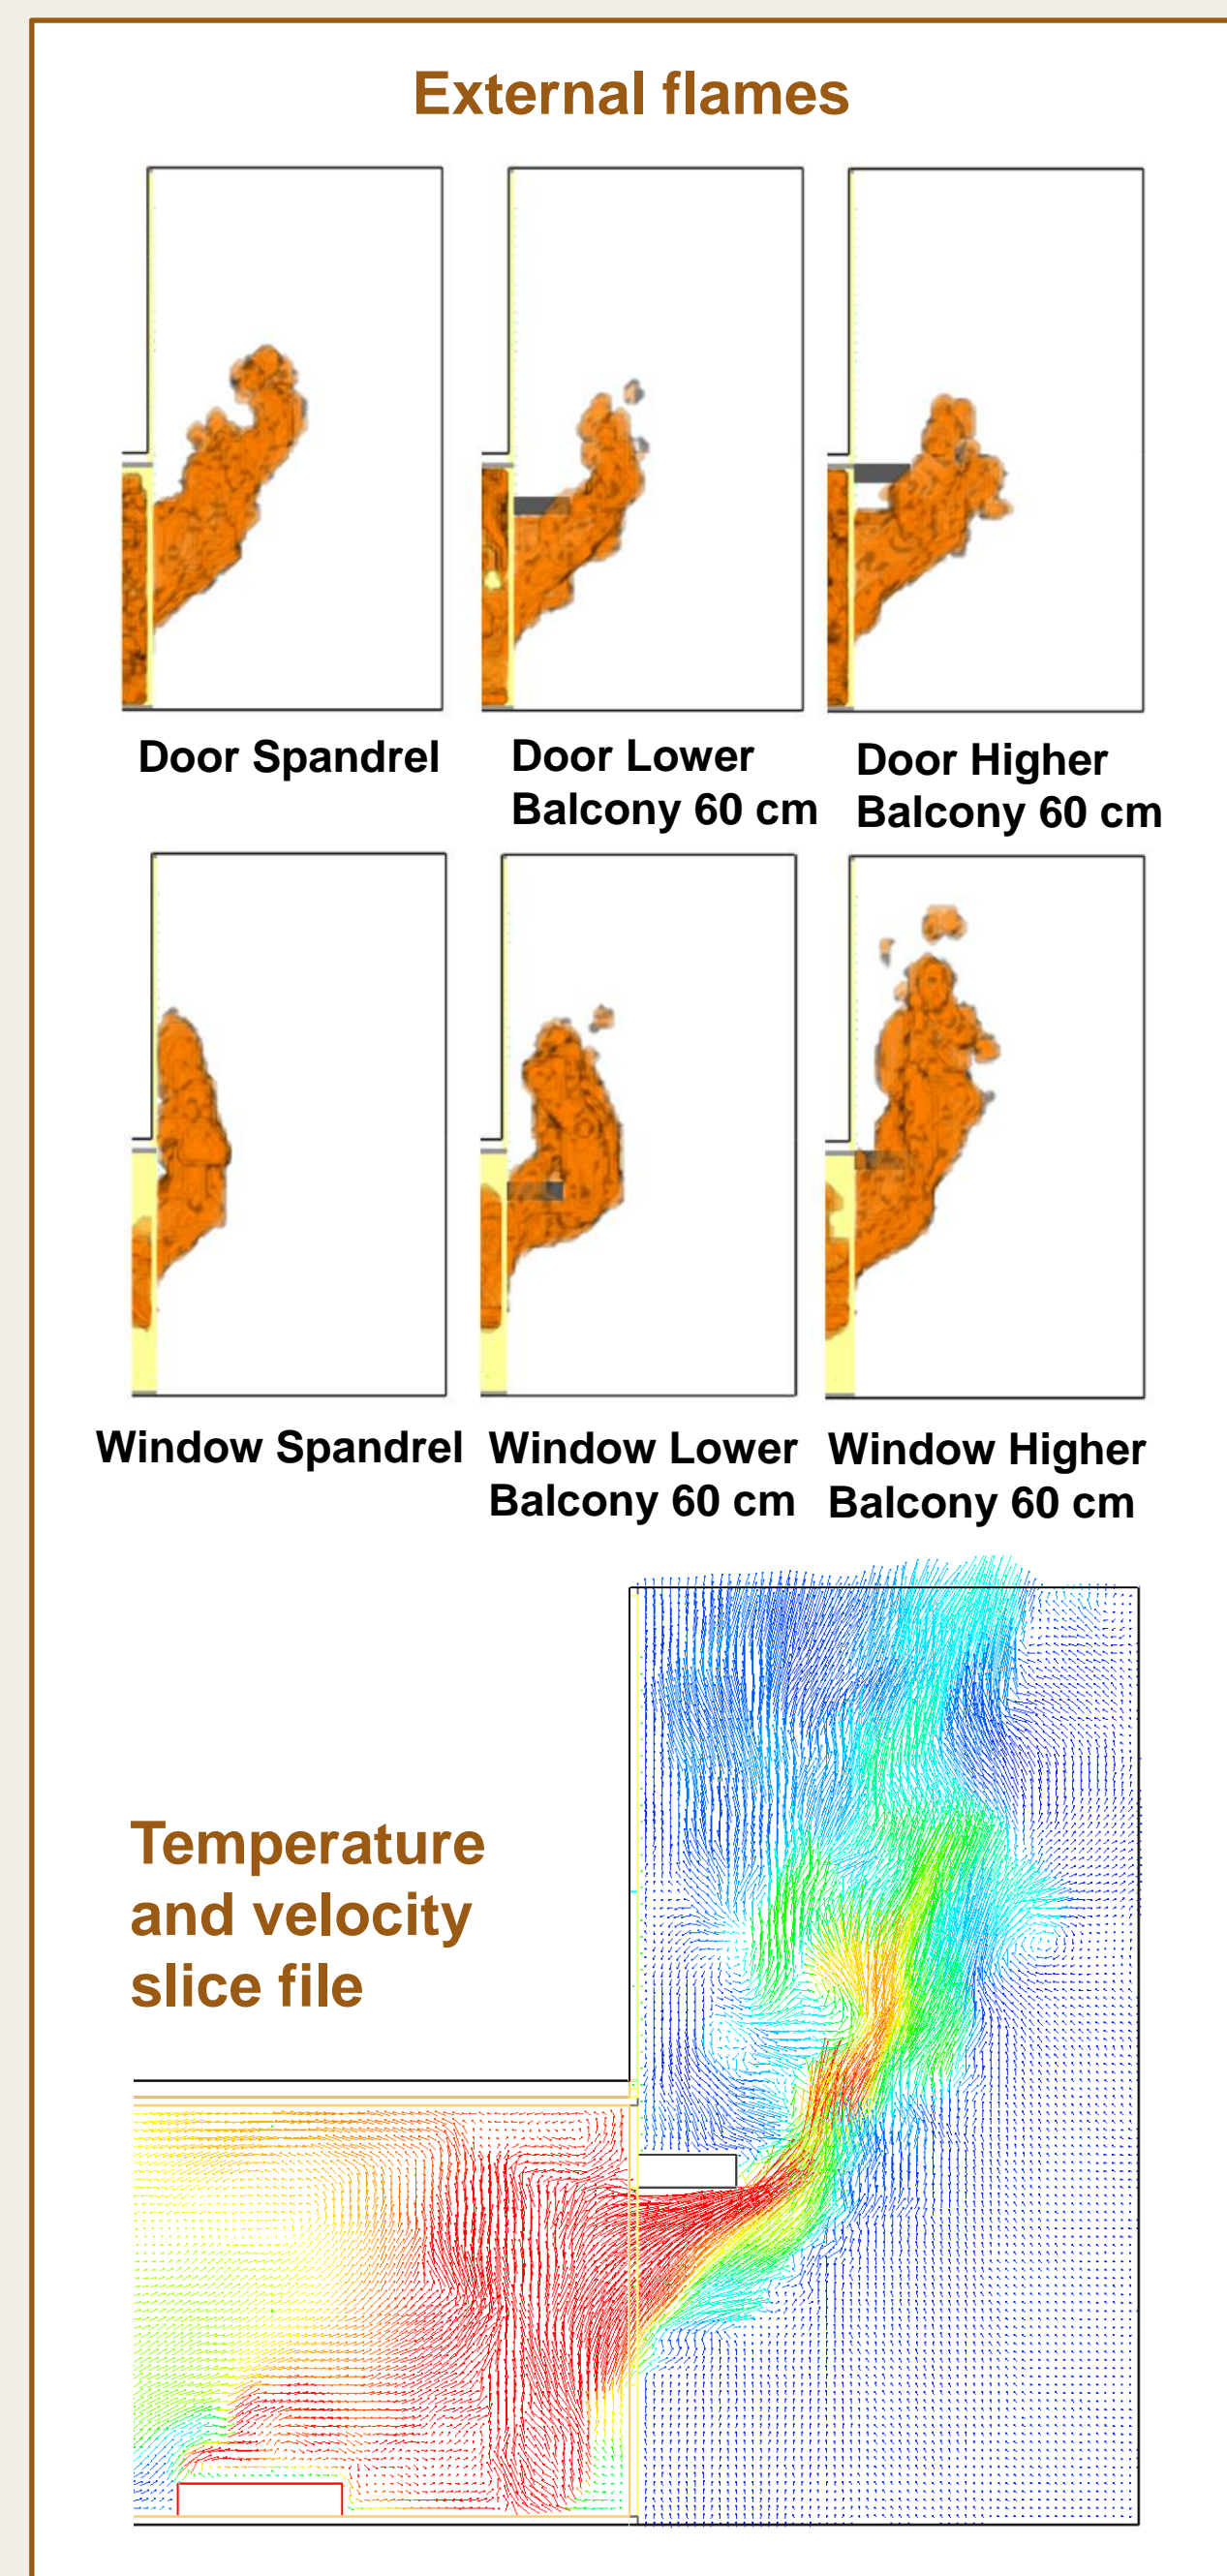 External flames
Door Spandrel
Door Lower
Balcony 60 cm
Door Higher
Balcony 60 cm
Window Spandrel
Window Lower
Balcony 60 cm
Window Higher
Balcony 60 cm
Temperature
and velocity
slice file